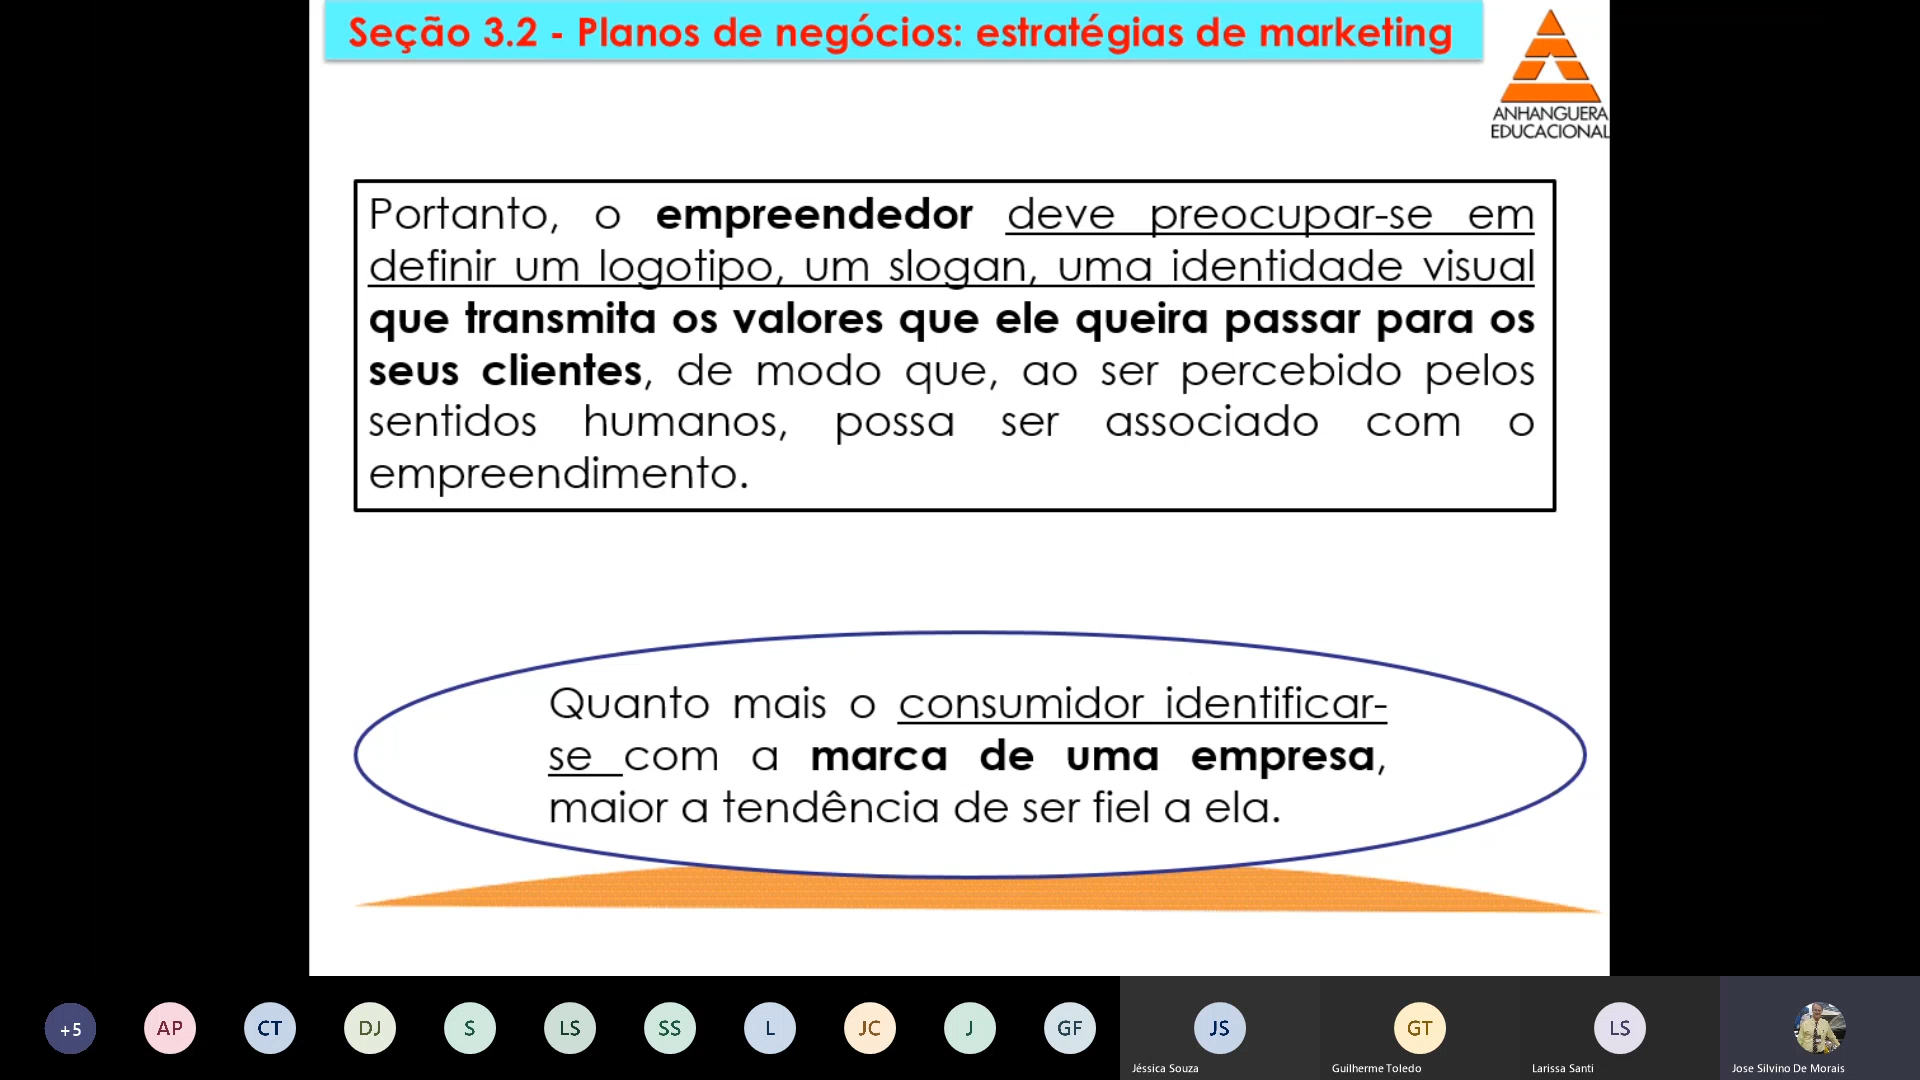 Seção 3.2 - Planos de negócios: estratégias de marketing
ANHANGUERA
EDUCACIONAL
Portanto, o empreendedor deve preocupar-se em
definir um logotipo, um slogan, uma identidade visual
que transmita os valores que ele queira passar para os
seus clientes, de modo que, ao ser percebido pelos
sentidos humanos, possa ser associado com o
empreendimento.
Quanto mais o consumidor identificar-
se com a marca de uma empresa,
maior a tendência de ser fiel a ela.
+5
AP
CT
DJ
S
LS
SS
L
JC
J
GF
JS
GT
LS
Jéssica Souza
Guilherme Toledo
Larissa Santi
Jose Silvino De Morais